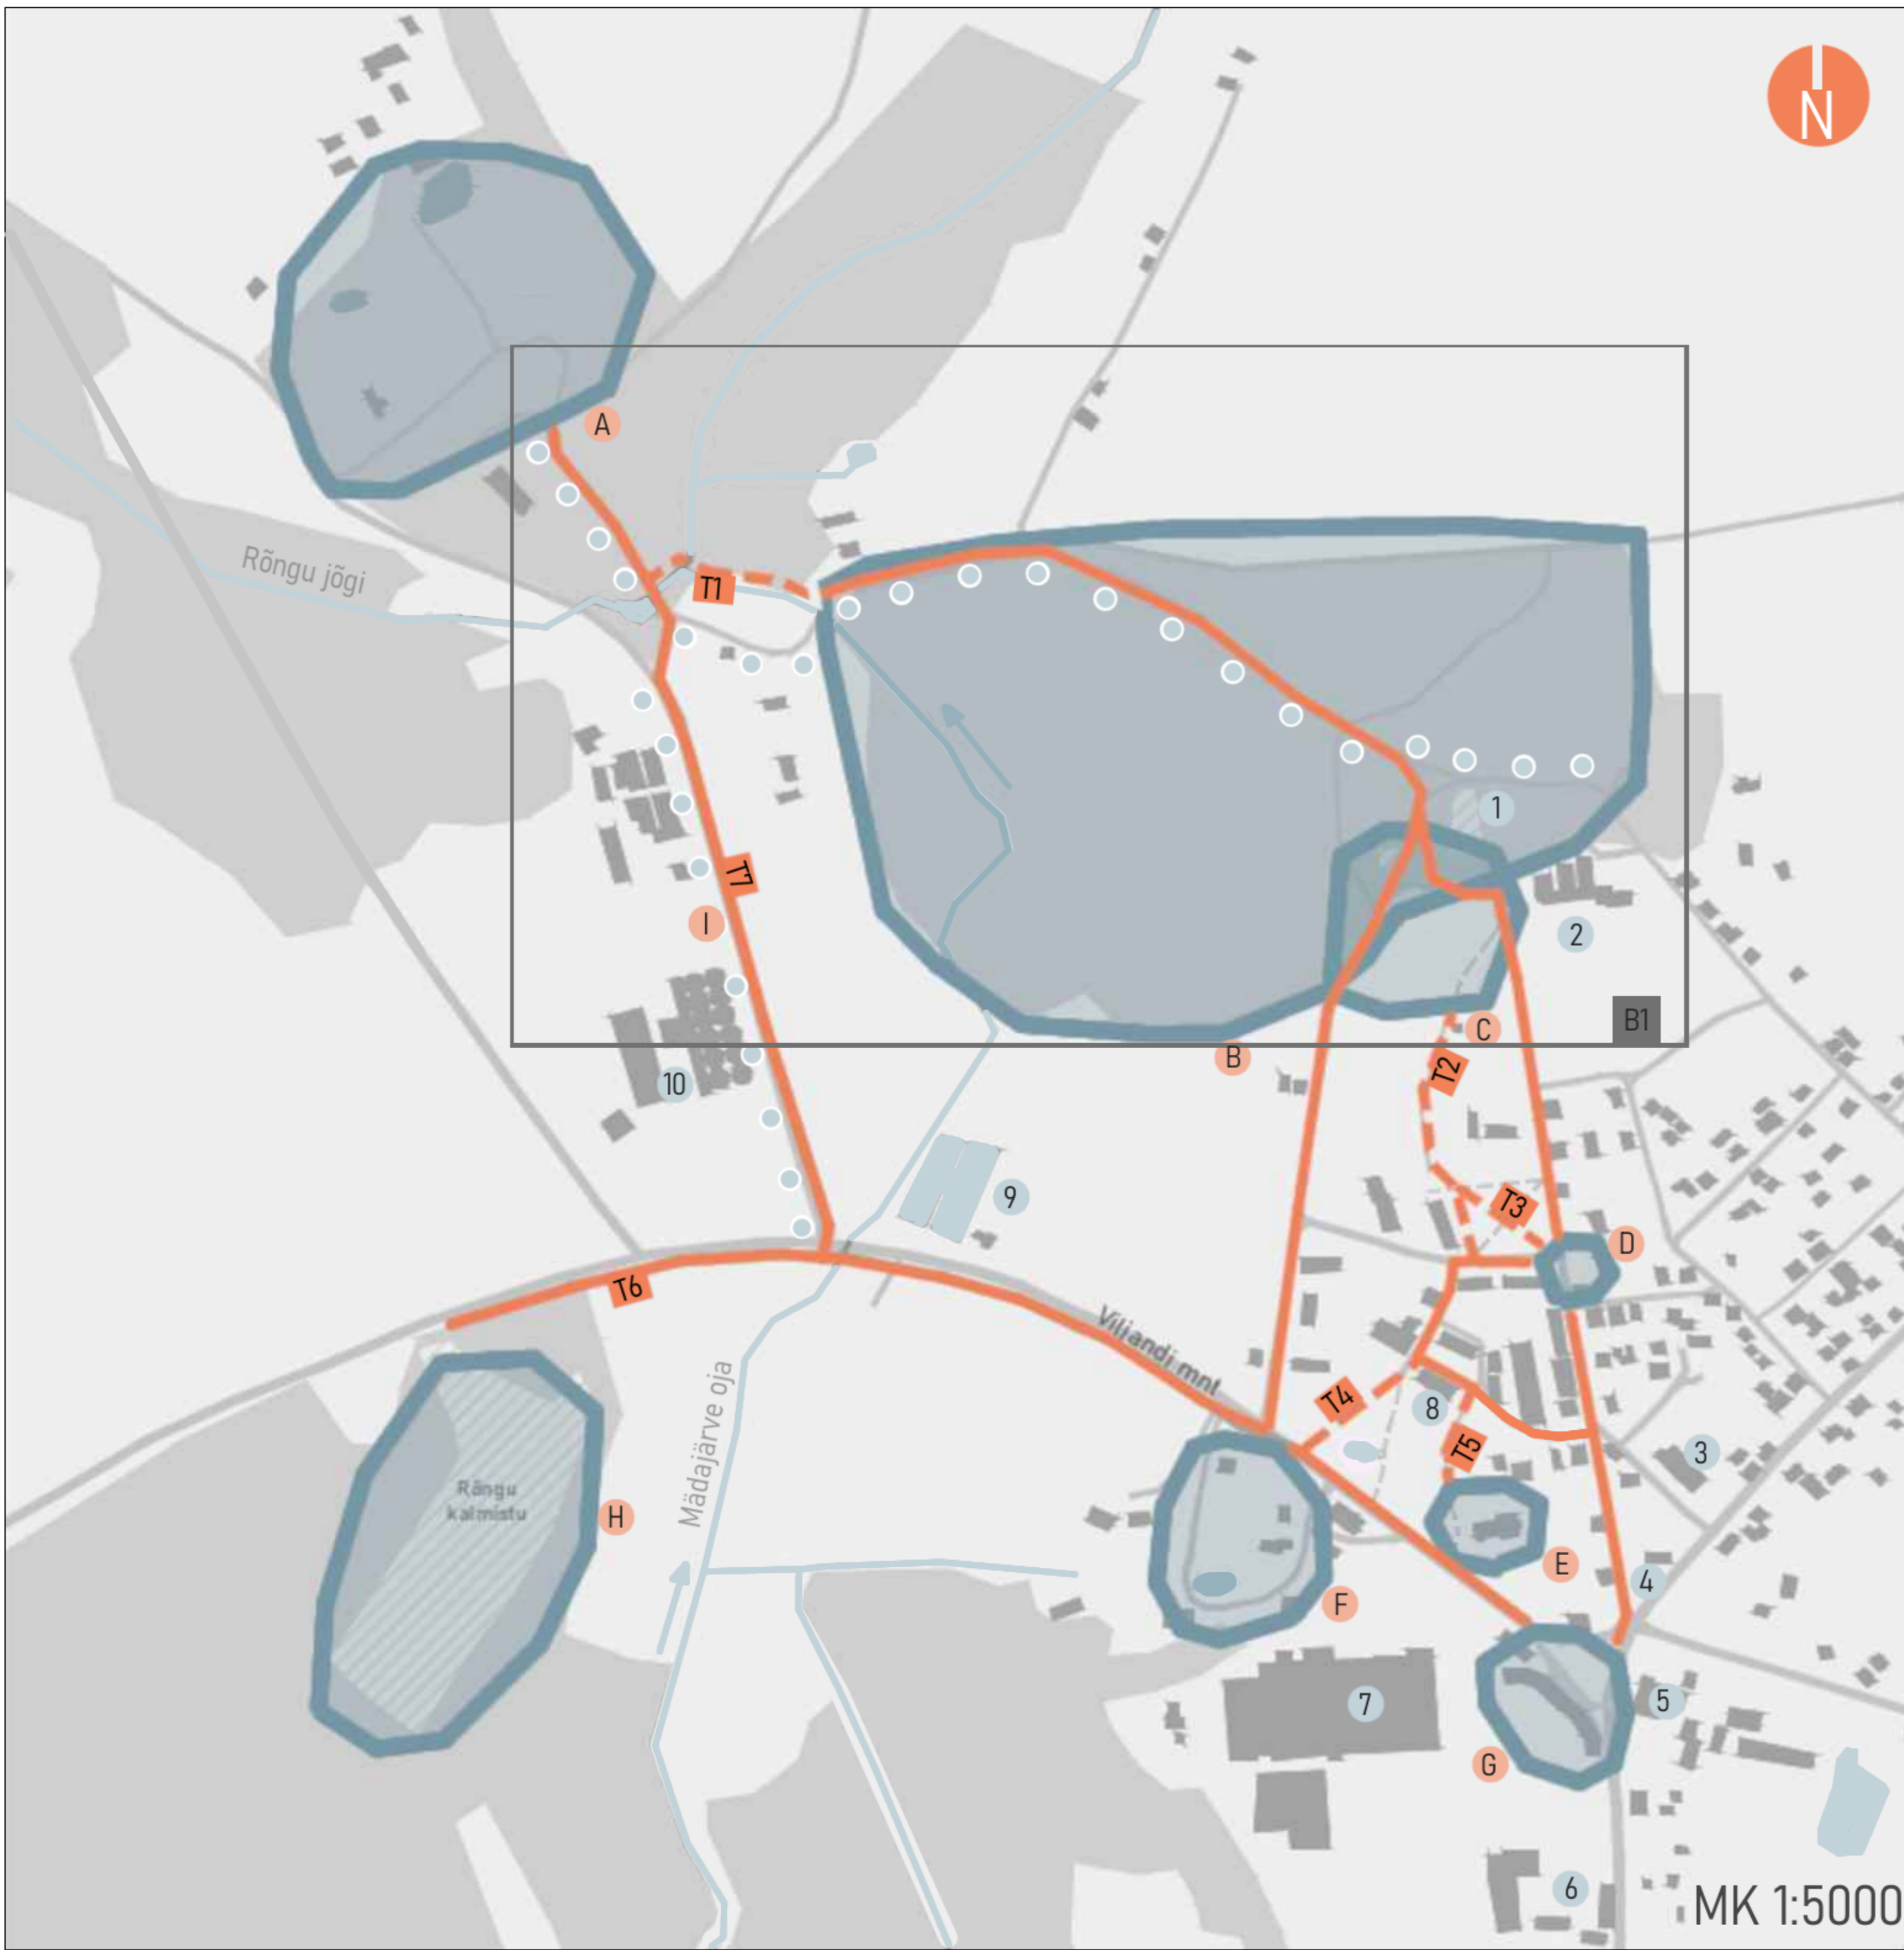 N
A
Rõngu jõgi
T1
1
T7
I
2
B1
C
B
T2
10
9
T3
D
T6
Viljandi mnt
T4
8
Mädajärve oja
T5
3
Rõngu
kalmistu
H
E
4
F
5
7
G
6
MK 1:5000